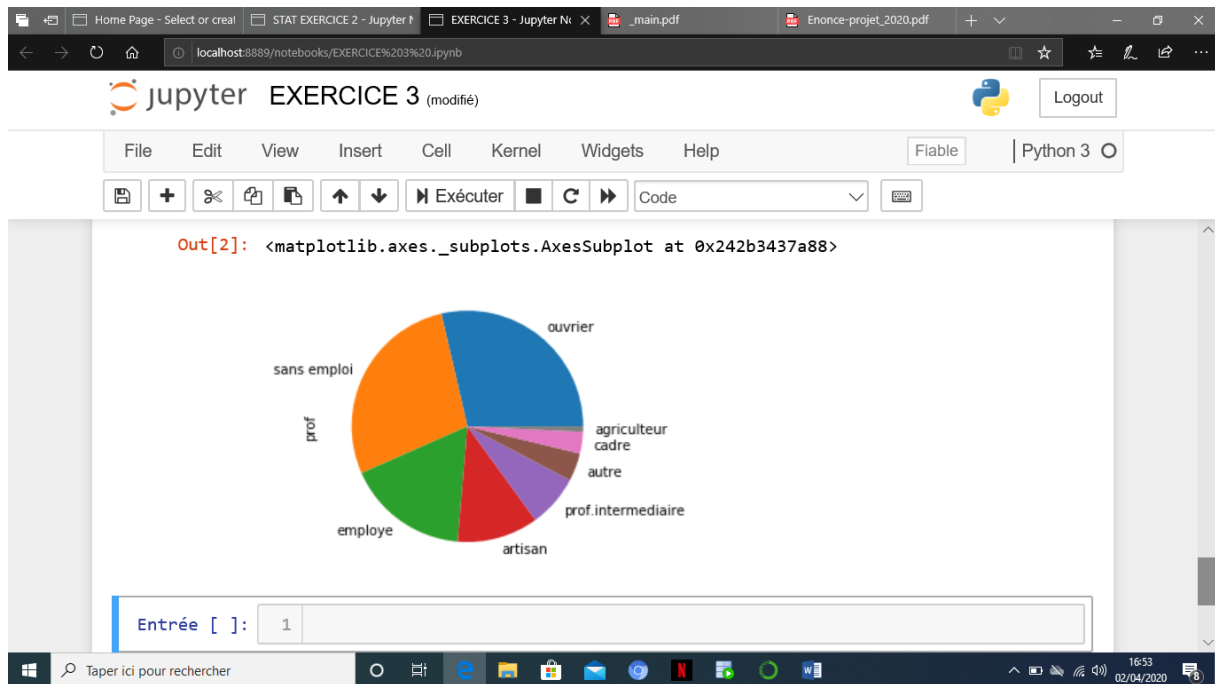 Home Page - Select or creat
STAT EXERCICE 2 - Jupyter N
EXERCICE 3 - Jupyter No
_main.pdf
Enonce-projet_2020.pdf
localhost:8889/notebooks/EXERCICE%203%20.ipynb
jupyter EXERCICE 3 (modifié)
Logout
File Edit View Insert Cell Kernel Widgets Help
Fiable
Python 3
Exécuter
Code
Out[2]: <matplotlib.axes._subplots.AxesSubplot at 0x242b3437a88>
ouvrier
sans emploi
prof
agriculteur
cadre
autre
prof.intermediaire
employe
artisan
Entrée [ ]: 1
Taper ici pour rechercher
16:53
02/04/2020
8